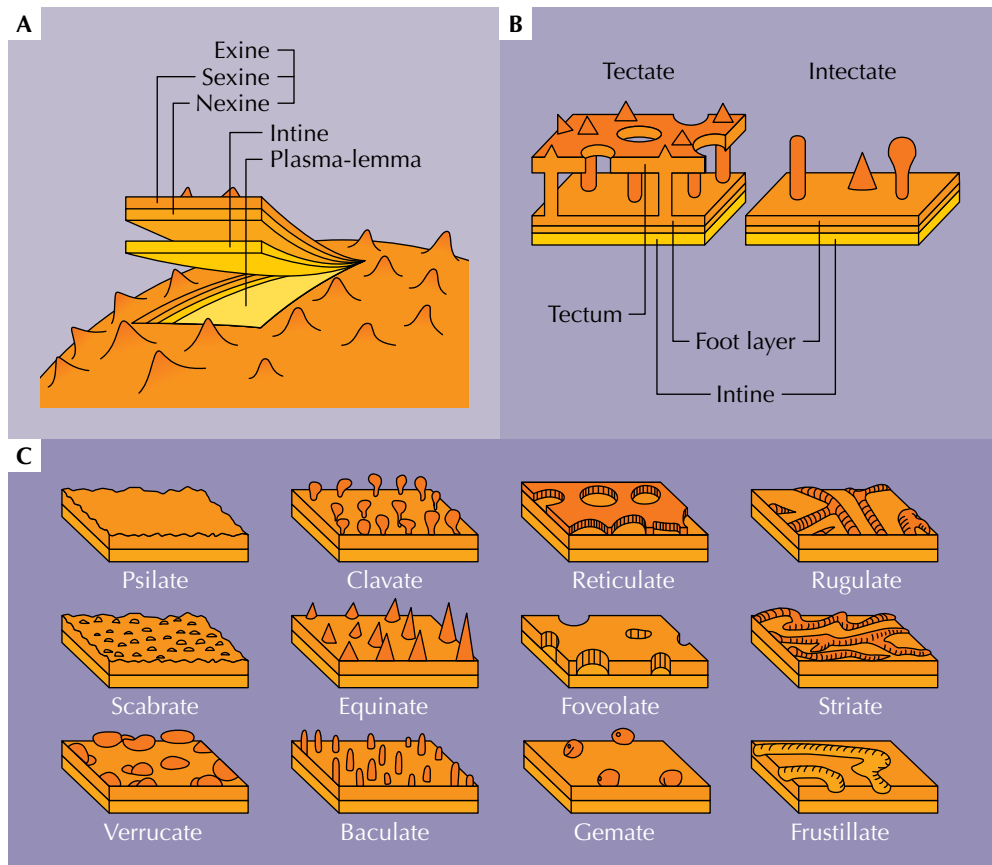 A
Exine
Sexine
Nexine
Intine
Plasma-lemma
B
Tectate
Intectate
Tectum
Foot layer
Intine
C
Psilate
Clavate
Reticulate
Rugulate
Scabrate
Equinate
Foveolate
Striate
Verrucate
Baculate
Gemate
Frustillate